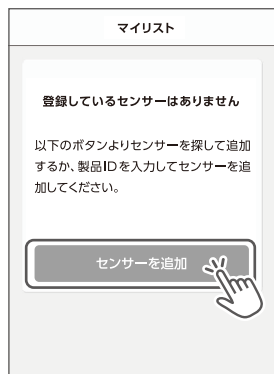 マイリスト
登録しているセンサーはありません
以下のボタンよりセンサーを探して追加
するか、製品IDを入力してセンサーを追
加してください。
センサーを追加